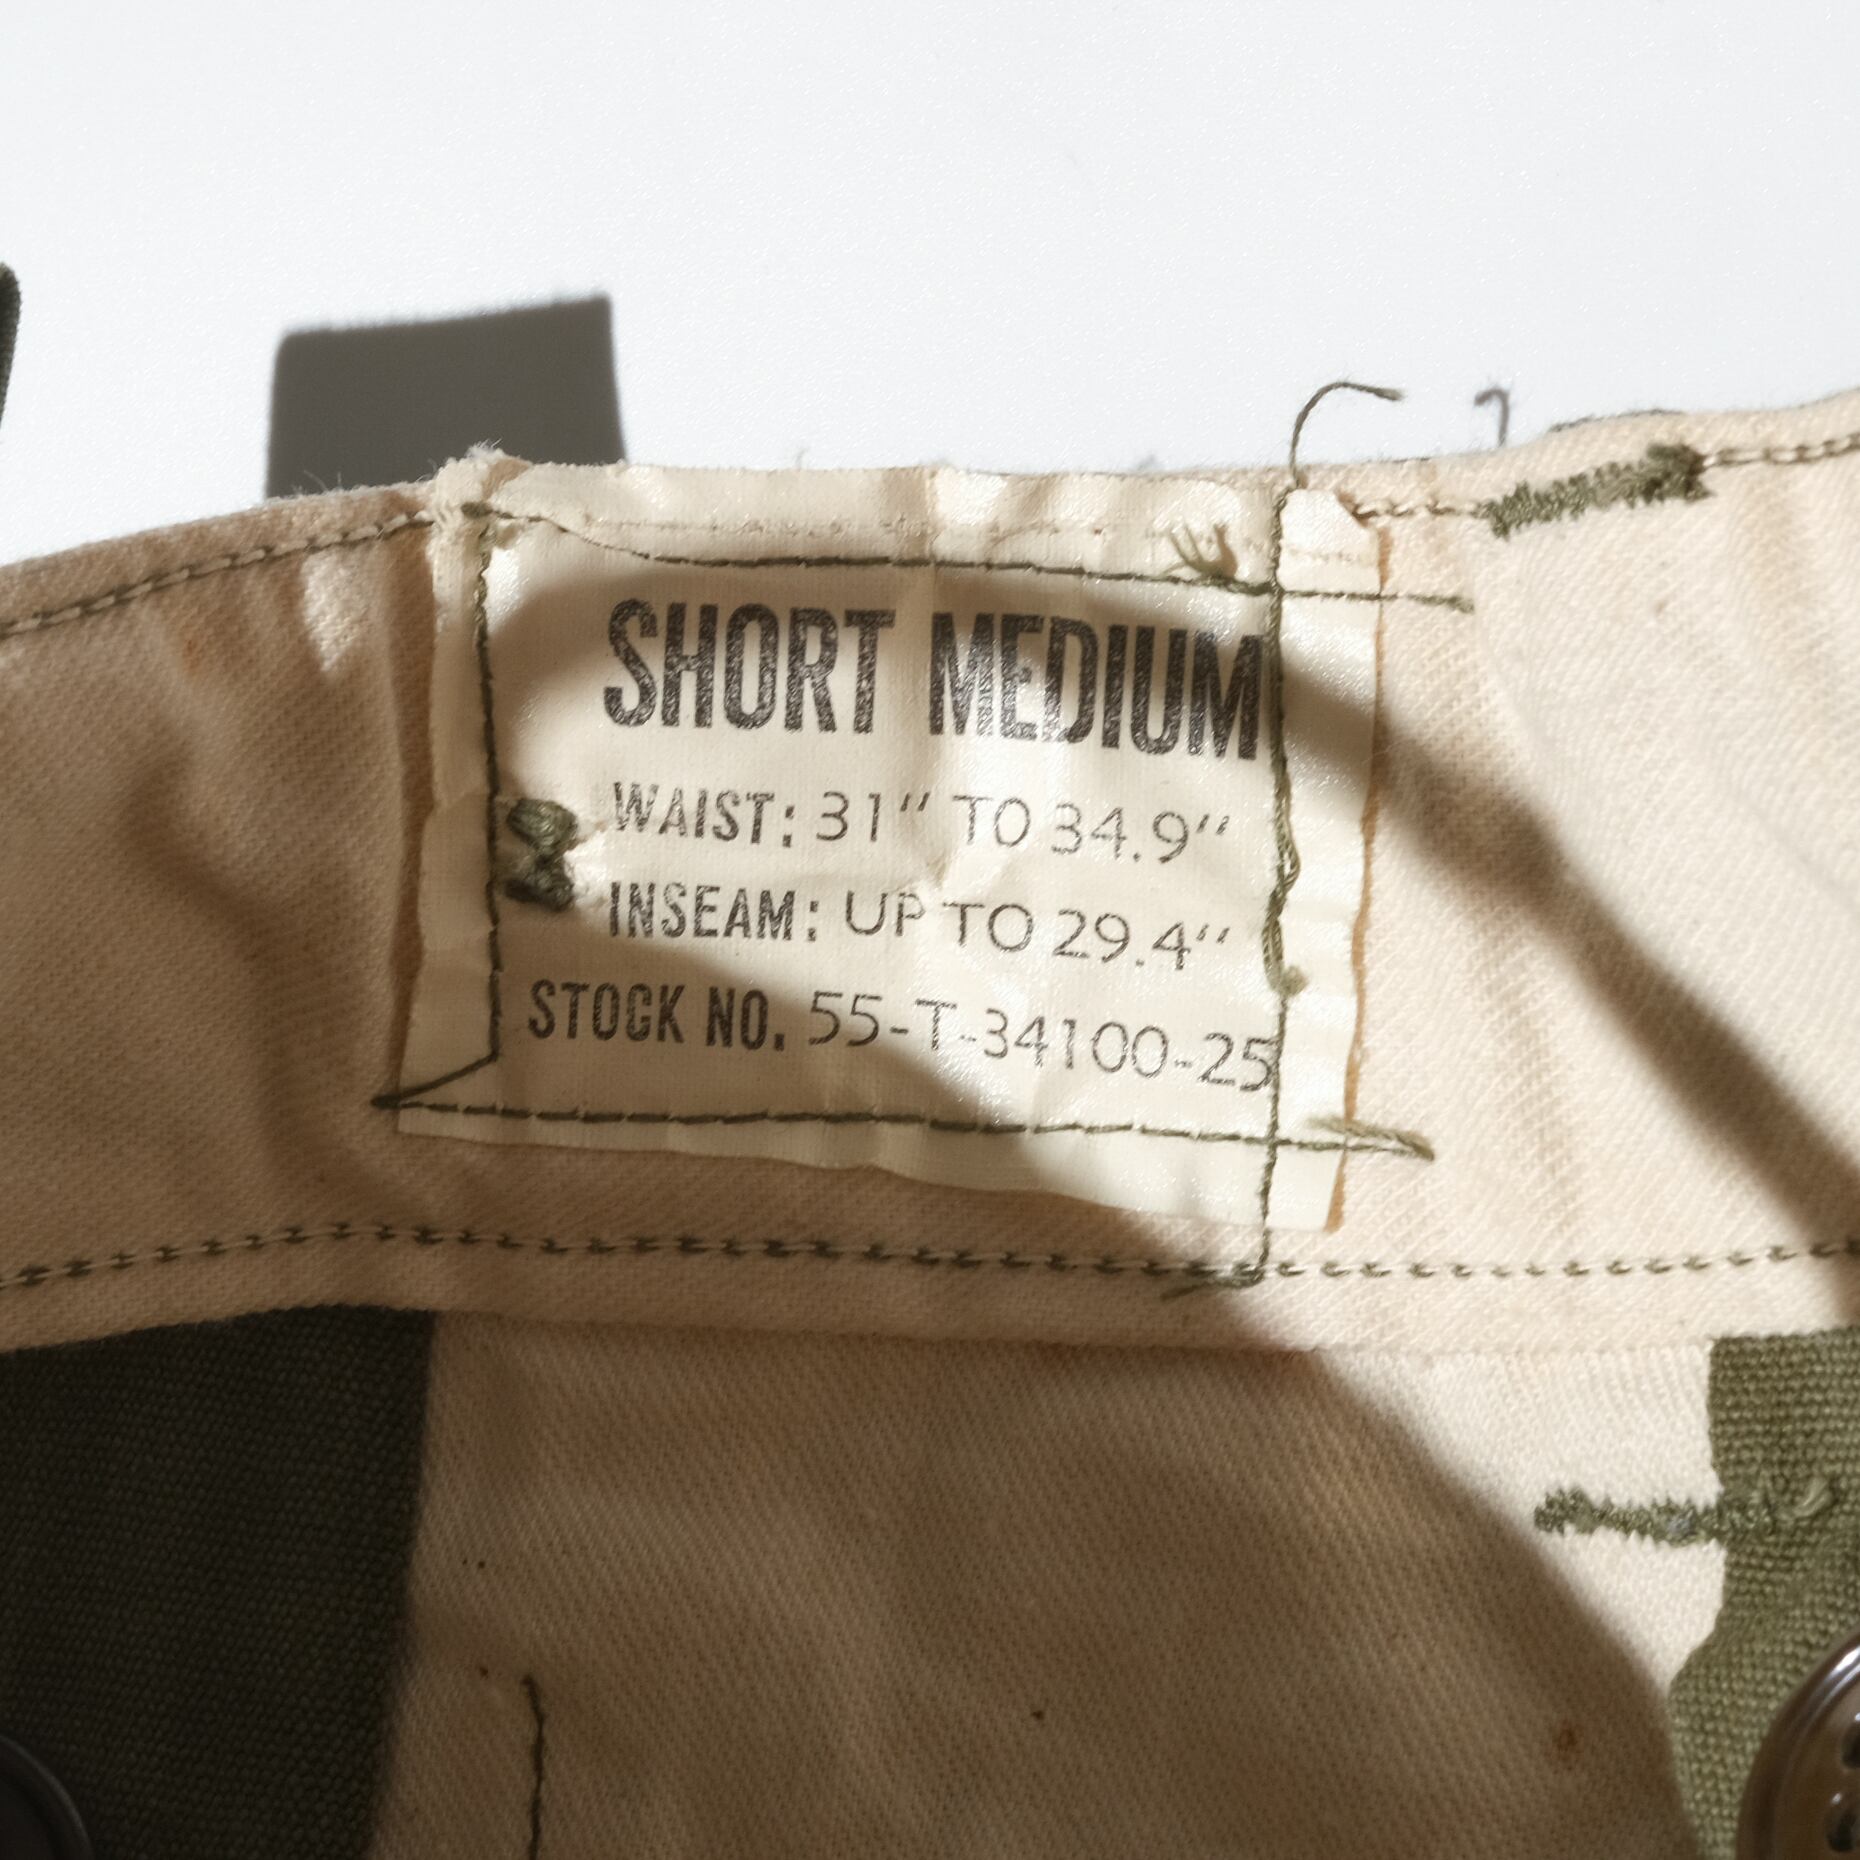 SHORT MEDIUM
WAIST: 31" TO 34.9"
INSEAM: UP TO 29.4"
STOCK NO. 55-T-34100-25